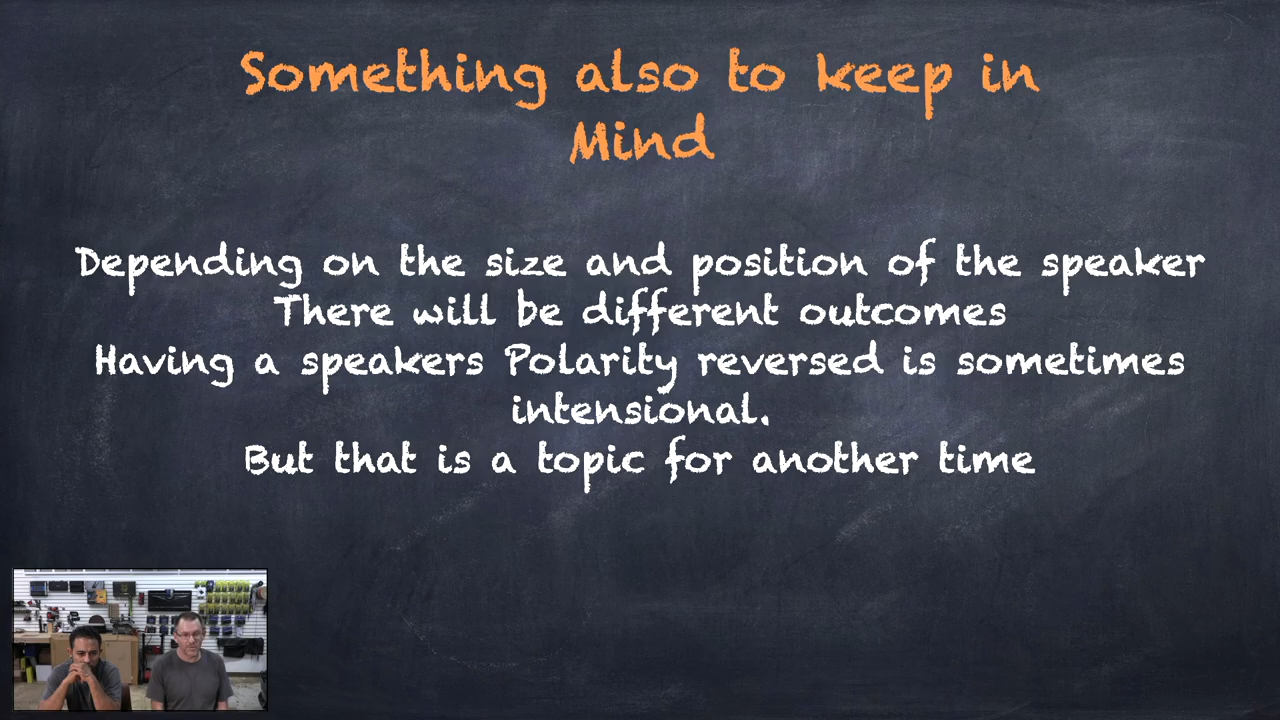 Something also to keep in
Mind
Depending on the size and position of the speaker
There will be different outcomes
Having a speakers Polarity reversed is sometimes
intensional.
But that is a topic for another time